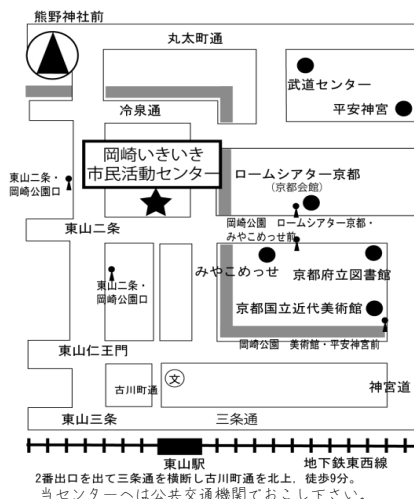 熊野神社前
丸太町通
武道センター
平安神宮
冷泉通
岡崎いきいき
市民活動センター
東山二条・
岡崎公園口
ロームシアター京都
(京都会館)
岡崎公園 ロームシアター京都・
みやこめっせ前
東山二条
みやこめっせ
京都府立図書館
東山二条・
岡崎公園口
京都国立近代美術館
岡崎公園 美術館・平安神宮前
東山仁王門
古川町通
文
神宮道
東山三条
三条通
東山駅
地下鉄東西線
2番出口を出て三条通を横断し古川町通を北上，徒歩9分。
当センターへは公共交通機関でおこし下さい。